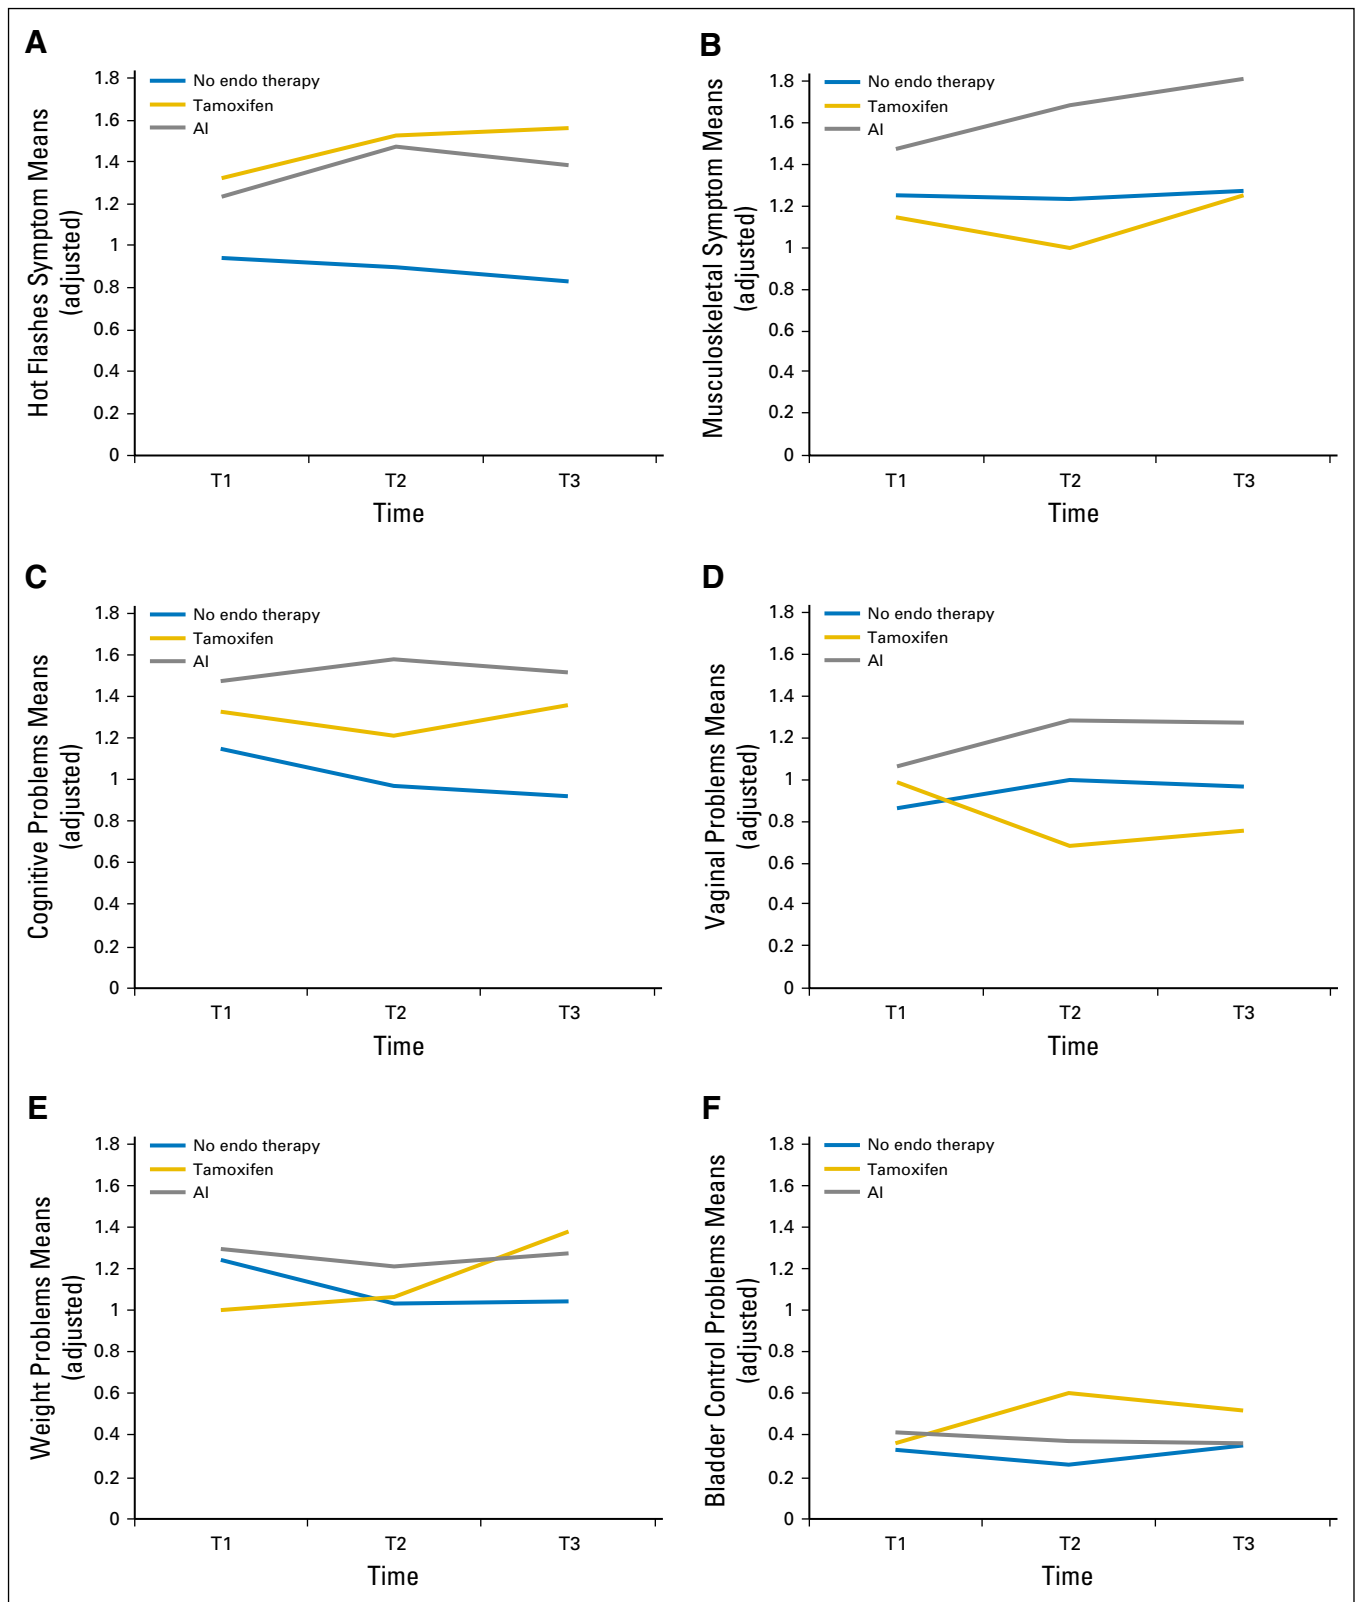 A
Hot Flashes Symptom Means
(adjusted)
1.8
1.6
1.4
1.2
1
0.8
0.6
0.4
0.2
0
No endo therapy
Tamoxifen
AI
T1 T2 T3
Time
B
Musculoskeletal Symptom Means
(adjusted)
1.8
1.6
1.4
1.2
1
0.8
0.6
0.4
0.2
0
No endo therapy
Tamoxifen
AI
T1 T2 T3
Time
C
Cognitive Problems Means
(adjusted)
1.8
1.6
1.4
1.2
1
0.8
0.6
0.4
0.2
0
No endo therapy
Tamoxifen
AI
T1 T2 T3
Time
D
Vaginal Problems Means
(adjusted)
1.8
1.6
1.4
1.2
1
0.8
0.6
0.4
0.2
0
No endo therapy
Tamoxifen
AI
T1 T2 T3
Time
E
Weight Problems Means
(adjusted)
1.8
1.6
1.4
1.2
1
0.8
0.6
0.4
0.2
0
No endo therapy
Tamoxifen
AI
T1 T2 T3
Time
F
Bladder Control Problems Means
(adjusted)
1.8
1.6
1.4
1.2
1
0.8
0.6
0.4
0.2
0
No endo therapy
Tamoxifen
AI
T1 T2 T3
Time